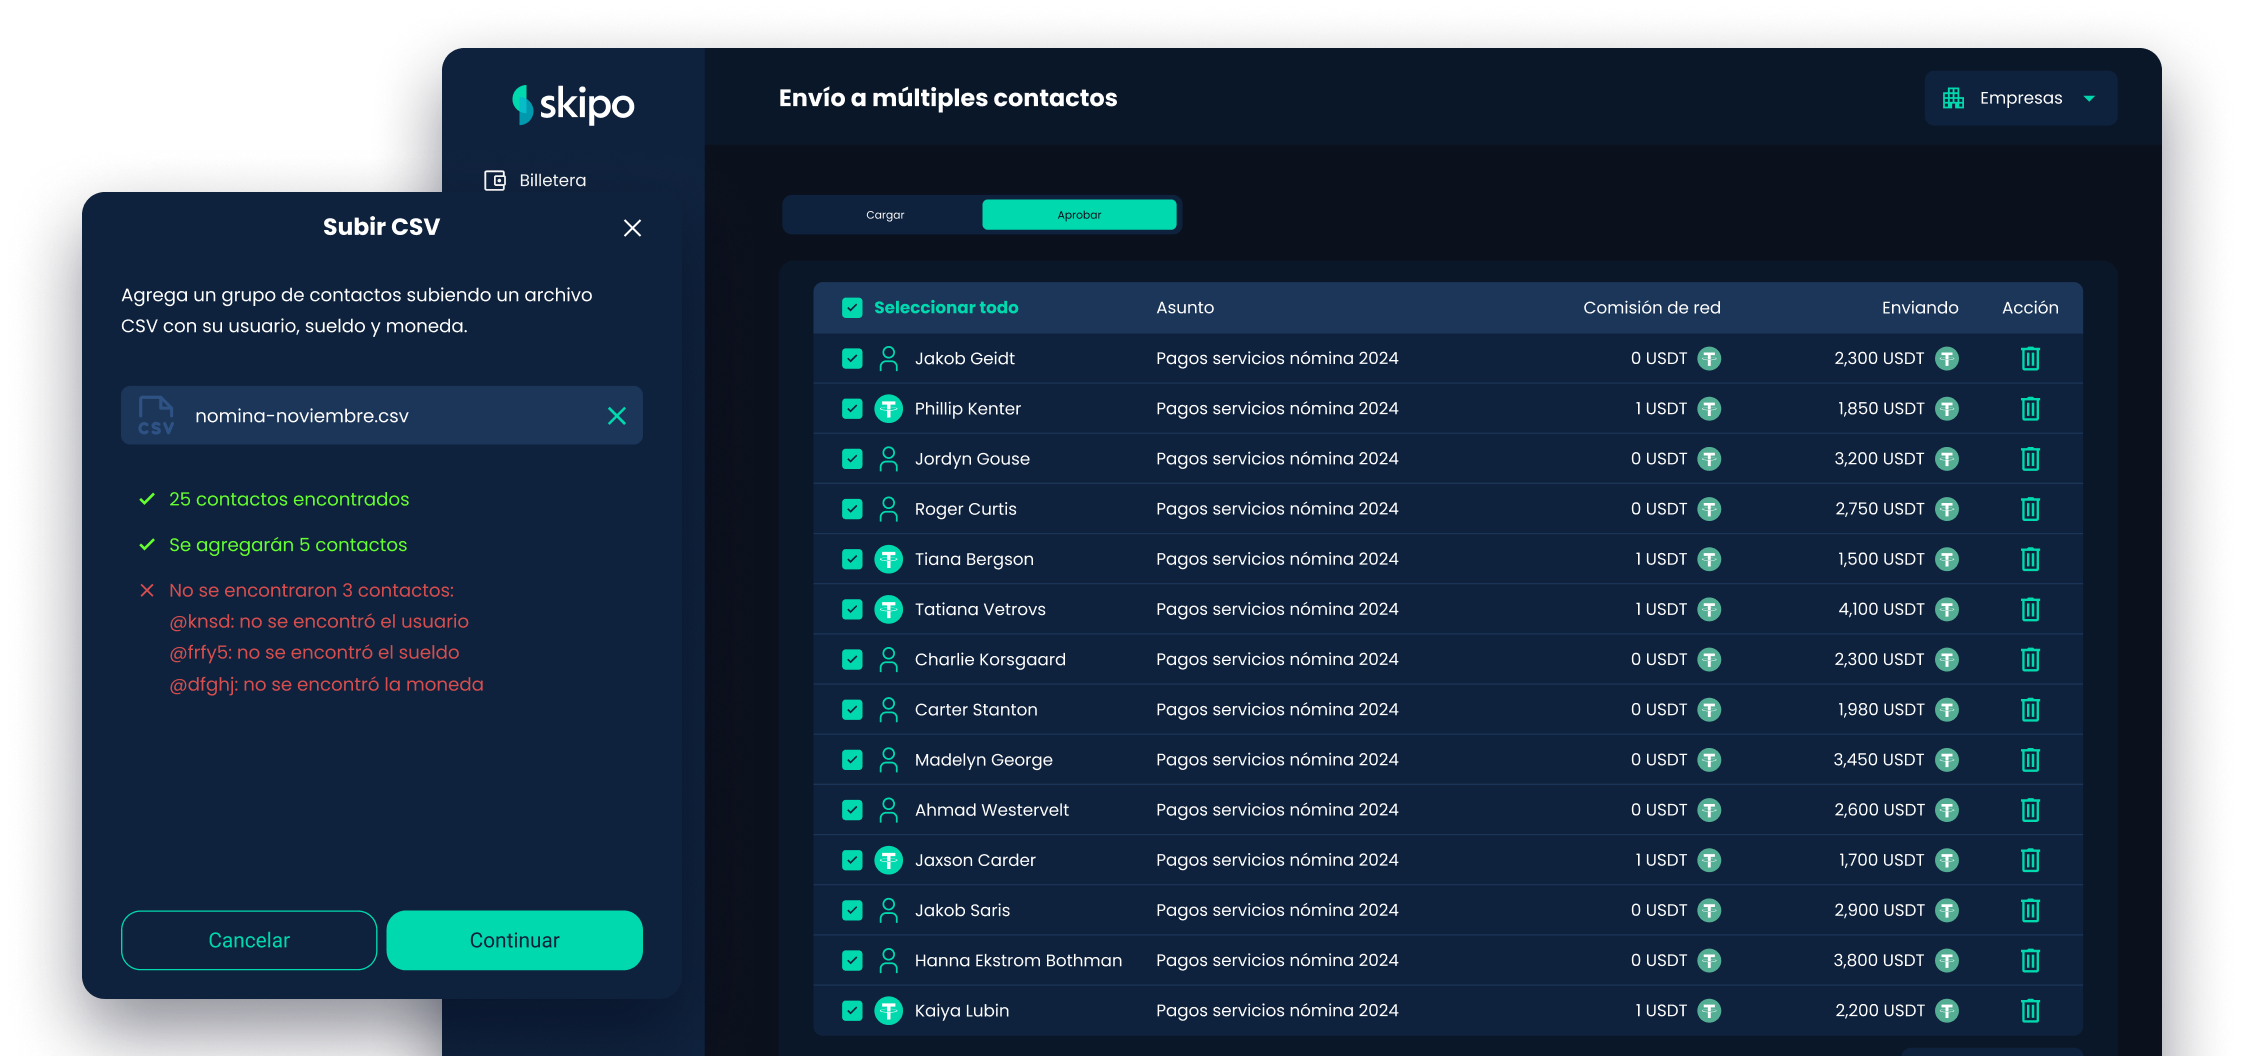 skipo
Envío a múltiples contactos
Empresas
Billetera
Subir CSV
Agrega un grupo de contactos subiendo un archivo
CSV con su usuario, sueldo y moneda.
CSV
nomina-noviembre.csv
25 contactos encontrados
Se agregarán 5 contactos
No se encontraron 3 contactos:
@knsd: no se encontró el usuario
@frfy5: no se encontró el sueldo
@dfghj: no se encontró la moneda
Cancelar
Continuar
Cargar
Aprobar
Seleccionar todo Asunto Comisión de red Enviando Acción
Jakob Geidt Pagos servicios nómina 2024 0 USDT 2,300 USDT
Phillip Kenter Pagos servicios nómina 2024 1 USDT 1,850 USDT
Jordyn Gouse Pagos servicios nómina 2024 0 USDT 3,200 USDT
Roger Curtis Pagos servicios nómina 2024 0 USDT 2,750 USDT
Tiana Bergson Pagos servicios nómina 2024 1 USDT 1,500 USDT
Tatiana Vetrovs Pagos servicios nómina 2024 1 USDT 4,100 USDT
Charlie Korsgaard Pagos servicios nómina 2024 0 USDT 2,300 USDT
Carter Stanton Pagos servicios nómina 2024 0 USDT 1,980 USDT
Madelyn George Pagos servicios nómina 2024 0 USDT 3,450 USDT
Ahmad Westervelt Pagos servicios nómina 2024 0 USDT 2,600 USDT
Jaxson Carder Pagos servicios nómina 2024 1 USDT 1,700 USDT
Jakob Saris Pagos servicios nómina 2024 0 USDT 2,900 USDT
Hanna Ekstrom Bothman Pagos servicios nómina 2024 0 USDT 3,800 USDT
Kaiya Lubin Pagos servicios nómina 2024 1 USDT 2,200 USDT